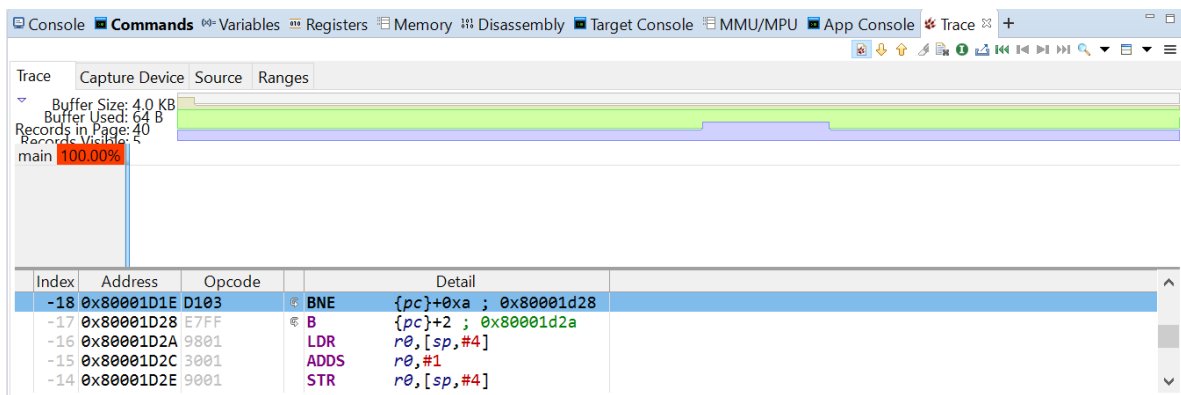 Console Commands (x)= Variables Registers Memory Disassembly Target Console MMU/MPU App Console Trace
Trace Capture Device Source Ranges
Buffer Size: 4.0 KB
Buffer Used: 64 B
Records in Page: 40
Records Visible: 5
main 100.00%
Index Address Opcode Detail
-18 0x80001D1E D103 BNE {pc}+0xa ; 0x80001d28
-17 0x80001D28 E7FF B {pc}+2 ; 0x80001d2a
-16 0x80001D2A 9801 LDR r0,[sp,#4]
-15 0x80001D2C 3001 ADDS r0,#1
-14 0x80001D2E 9001 STR r0,[sp,#4]